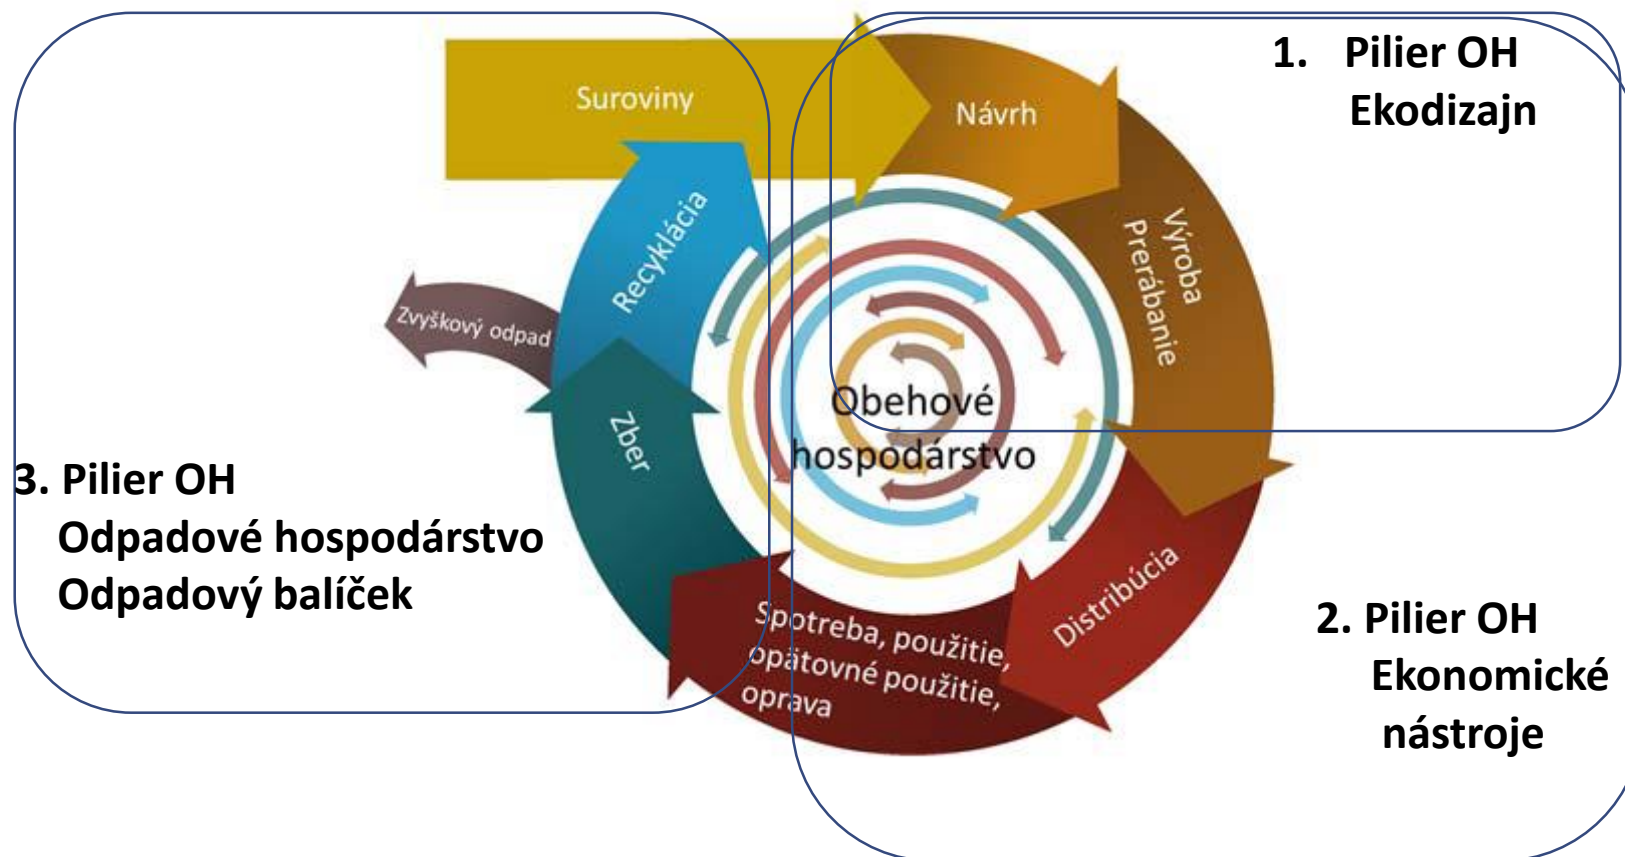 Suroviny
Návrh
1. Pilier OH
Ekodizajn
Výroba
Prerábanie
Recyklácia
Zvyškový odpad
Zber
Obehové
hospodárstvo
3. Pilier OH
Odpadové hospodárstvo
Odpadový balíček
Distribúcia
Spotreba, použitie,
opätovné použitie,
oprava
2. Pilier OH
Ekonomické
nástroje